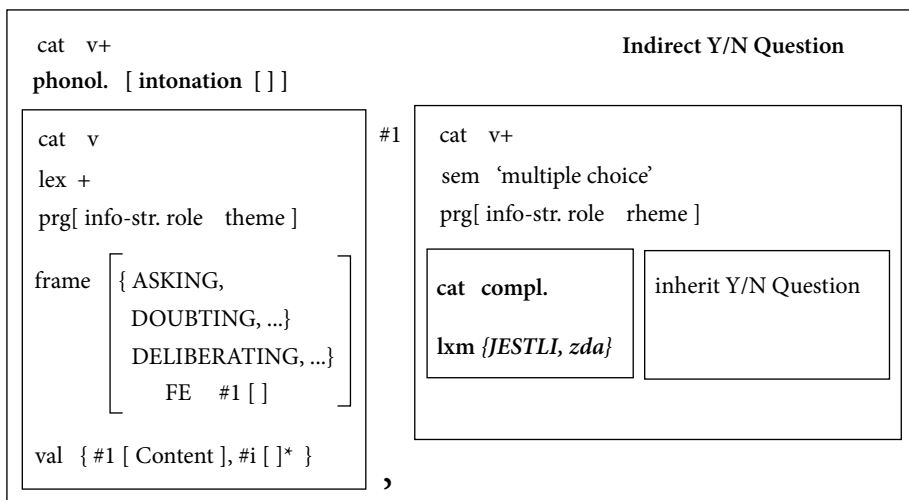 cat v+ Indirect Y/N Question
phonol. [ intonation [ ] ]
cat v
lex +
prg[ info-str. role theme ]
frame { ASKING,
DOUBTING, ...}
DELIBERATING, ...}
FE #1 [ ]
val { #1 [ Content ], #i [ ]* }
,
#1 cat v+
sem ‘multiple choice’
prg[ info-str. role rheme ]
cat compl.
lxm {JESTLI, zda}
inherit Y/N Question